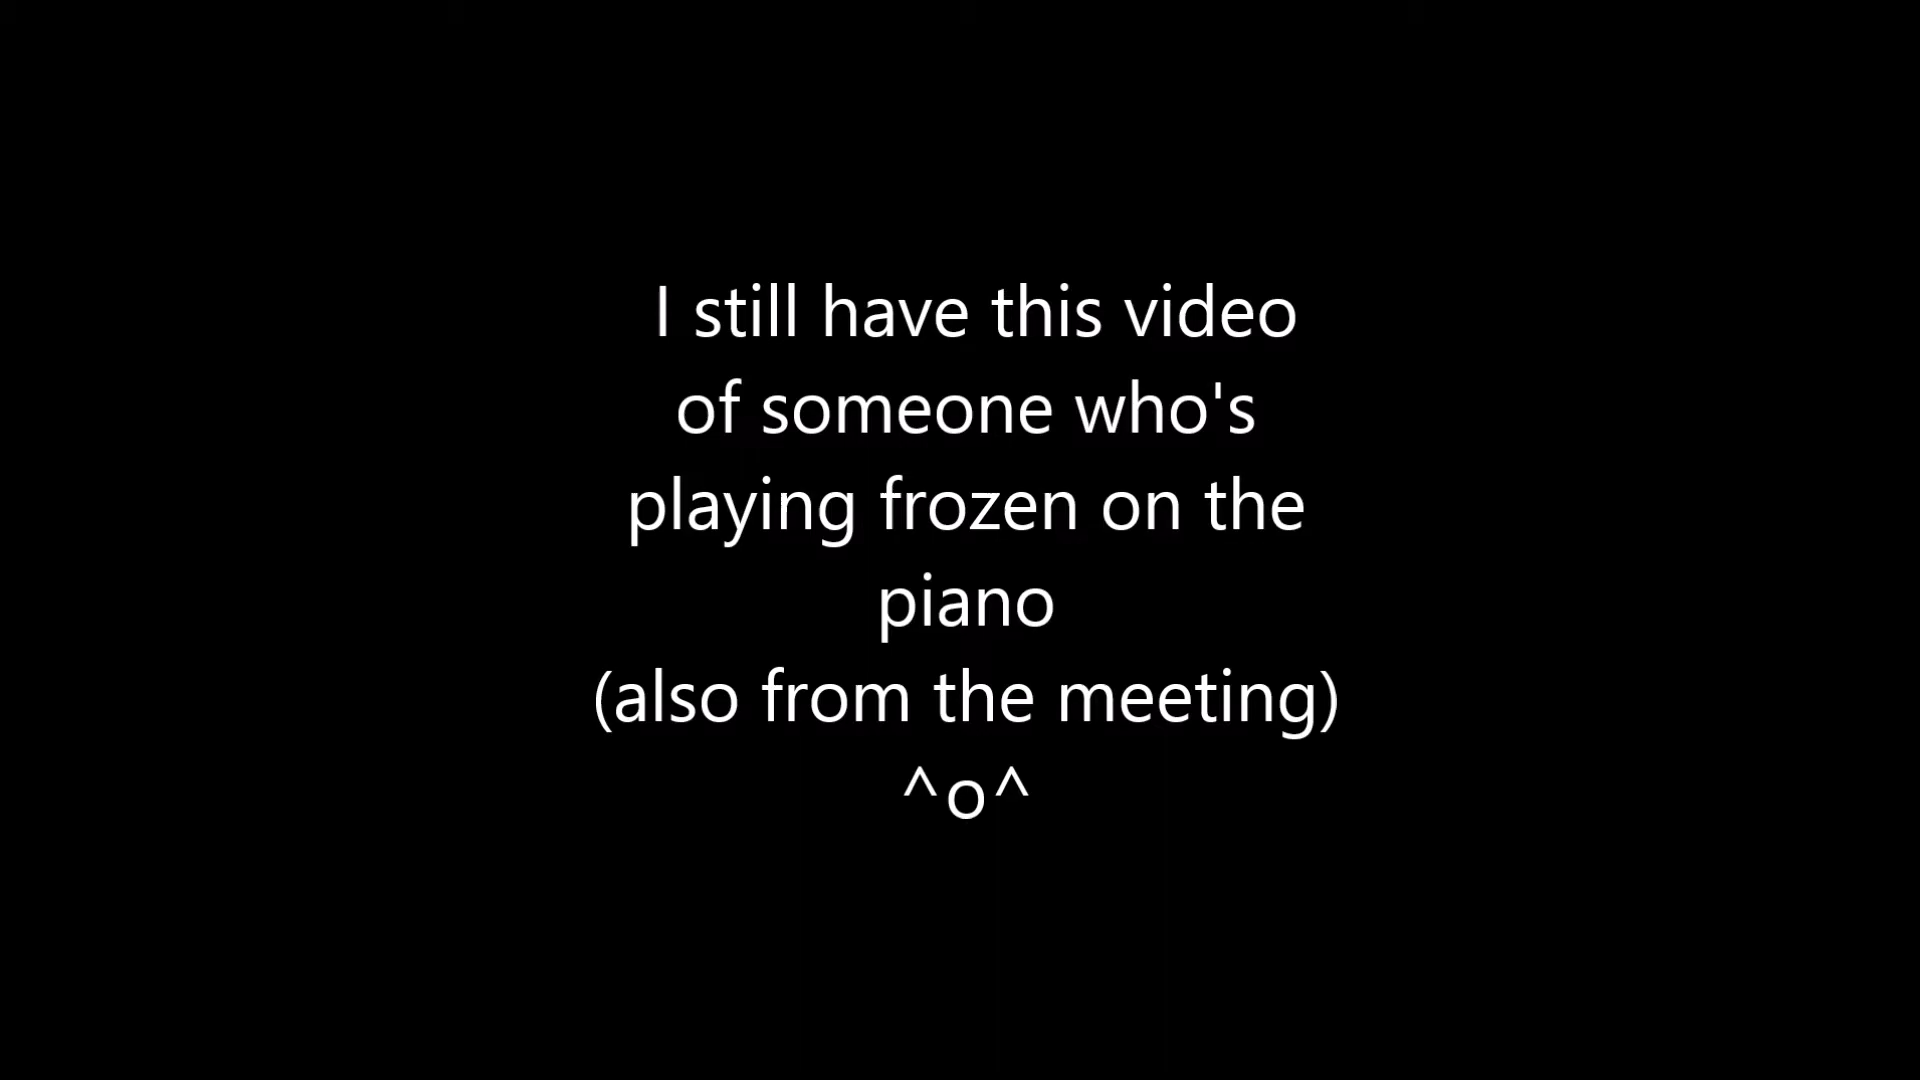 I still have this video
of someone who's
playing frozen on the
piano
(also from the meeting)
^o^